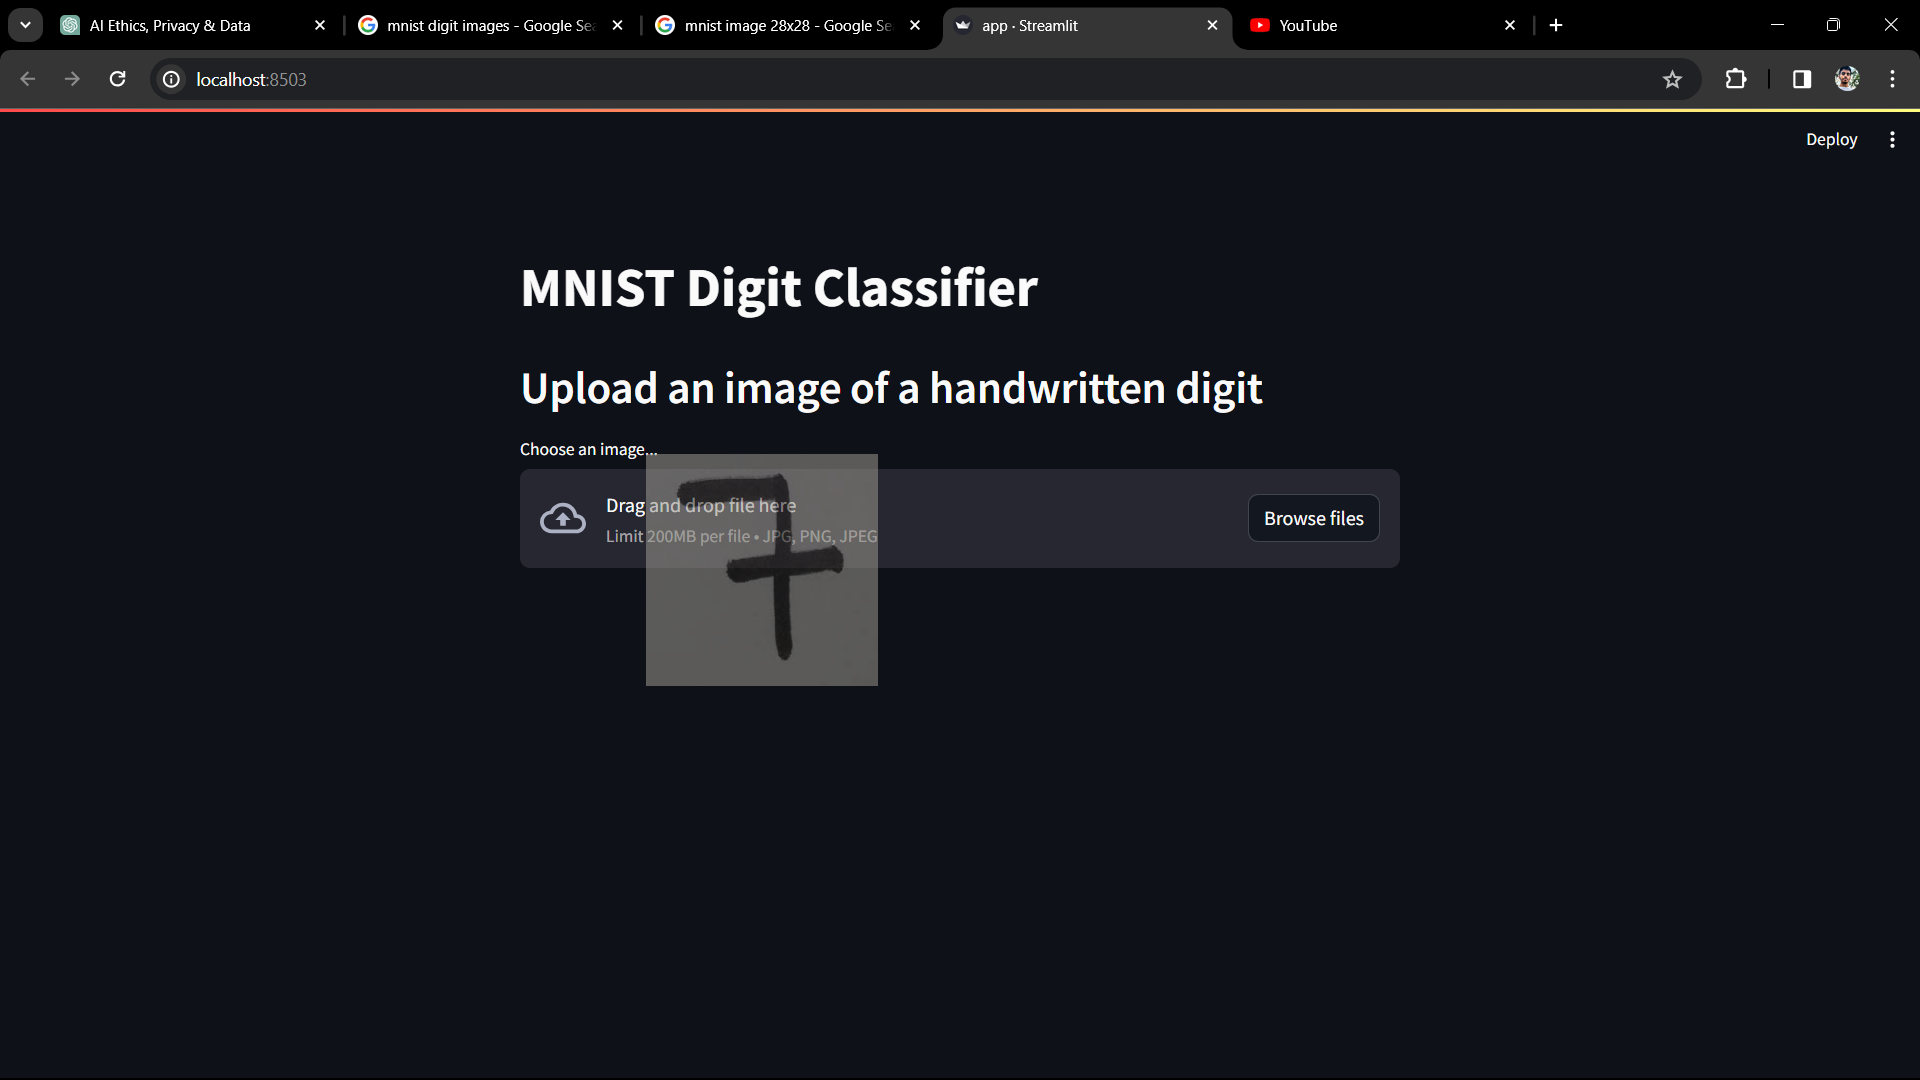 AI Ethics, Privacy & Data
mnist digit images - Google Se
mnist image 28x28 - Google Se
app · Streamlit
YouTube
localhost:8503
Deploy
MNIST Digit Classifier
Upload an image of a handwritten digit
Choose an image...
Drag and drop file here
Limit 200MB per file • JPG, PNG, JPEG
Browse files
7